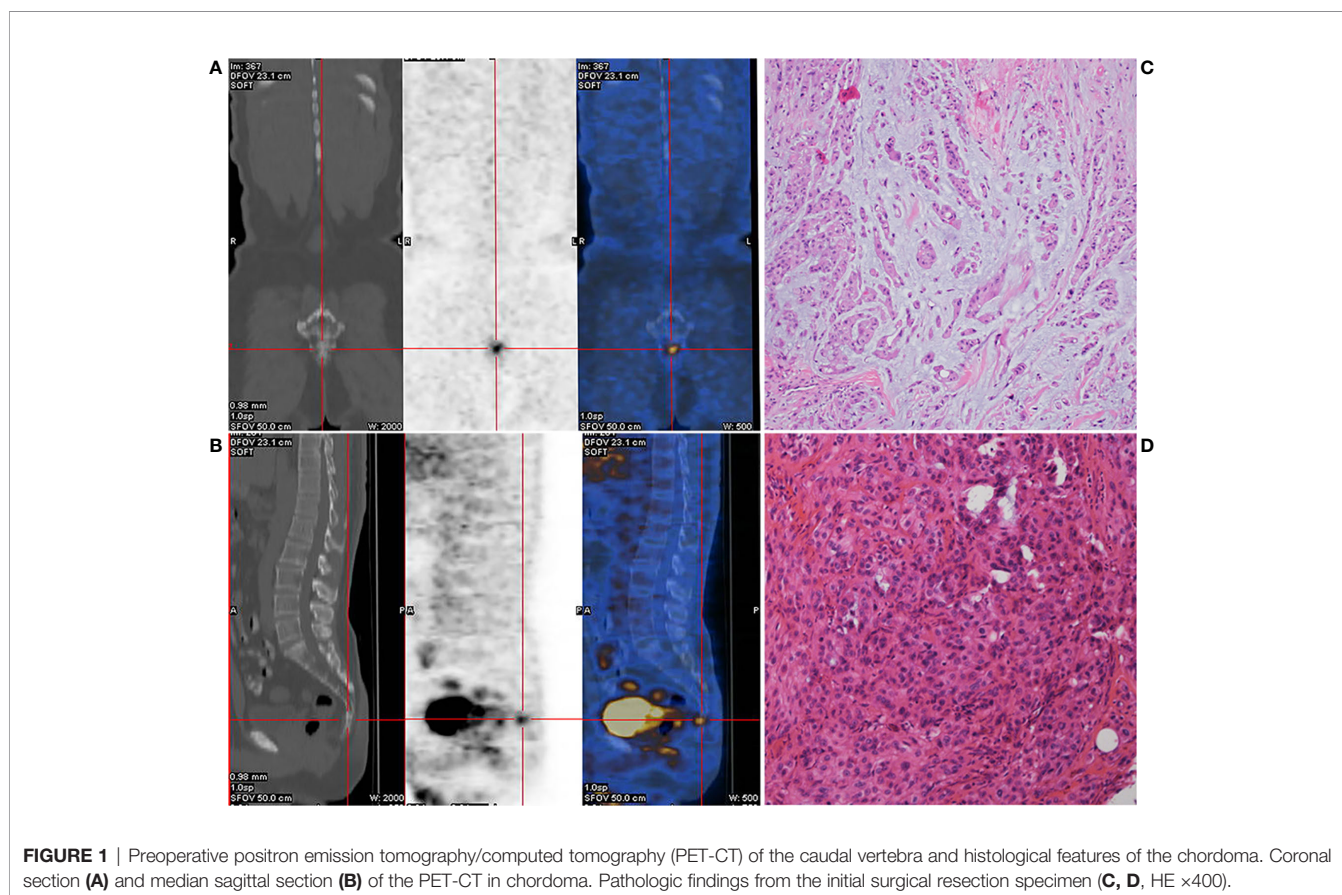 A
Im: 367
DFOV 23.1 cm
SOFT
R
L
0.98 mm
1.0sp
SFOV 50.0 cm
W: 2000
R
L
Im: 367
DFOV 23.1 cm
SOFT
R
L
1.0sp
SFOV 50.0 cm
W: 500
C
B
DFOV 23.1 cm
SOFT
A
P
0.98 mm
1.0sp
SFOV 50.0 cm
W: 2000
A
P
DFOV 23.1 cm
SOFT
A
P
1.0sp
SFOV 50.0 cm
W: 500
D
FIGURE 1 | Preoperative positron emission tomography/computed tomography (PET-CT) of the caudal vertebra and histological features of the chordoma. Coronal
section (A) and median sagittal section (B) of the PET-CT in chordoma. Pathologic findings from the initial surgical resection specimen (C, D, HE ×400).